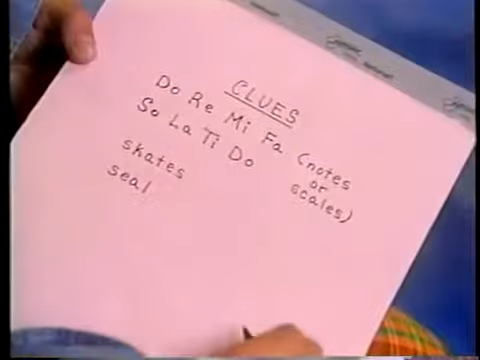 CLUES
Do Re Mi Fa (notes
So La Ti Do or
scales)
skates
seal